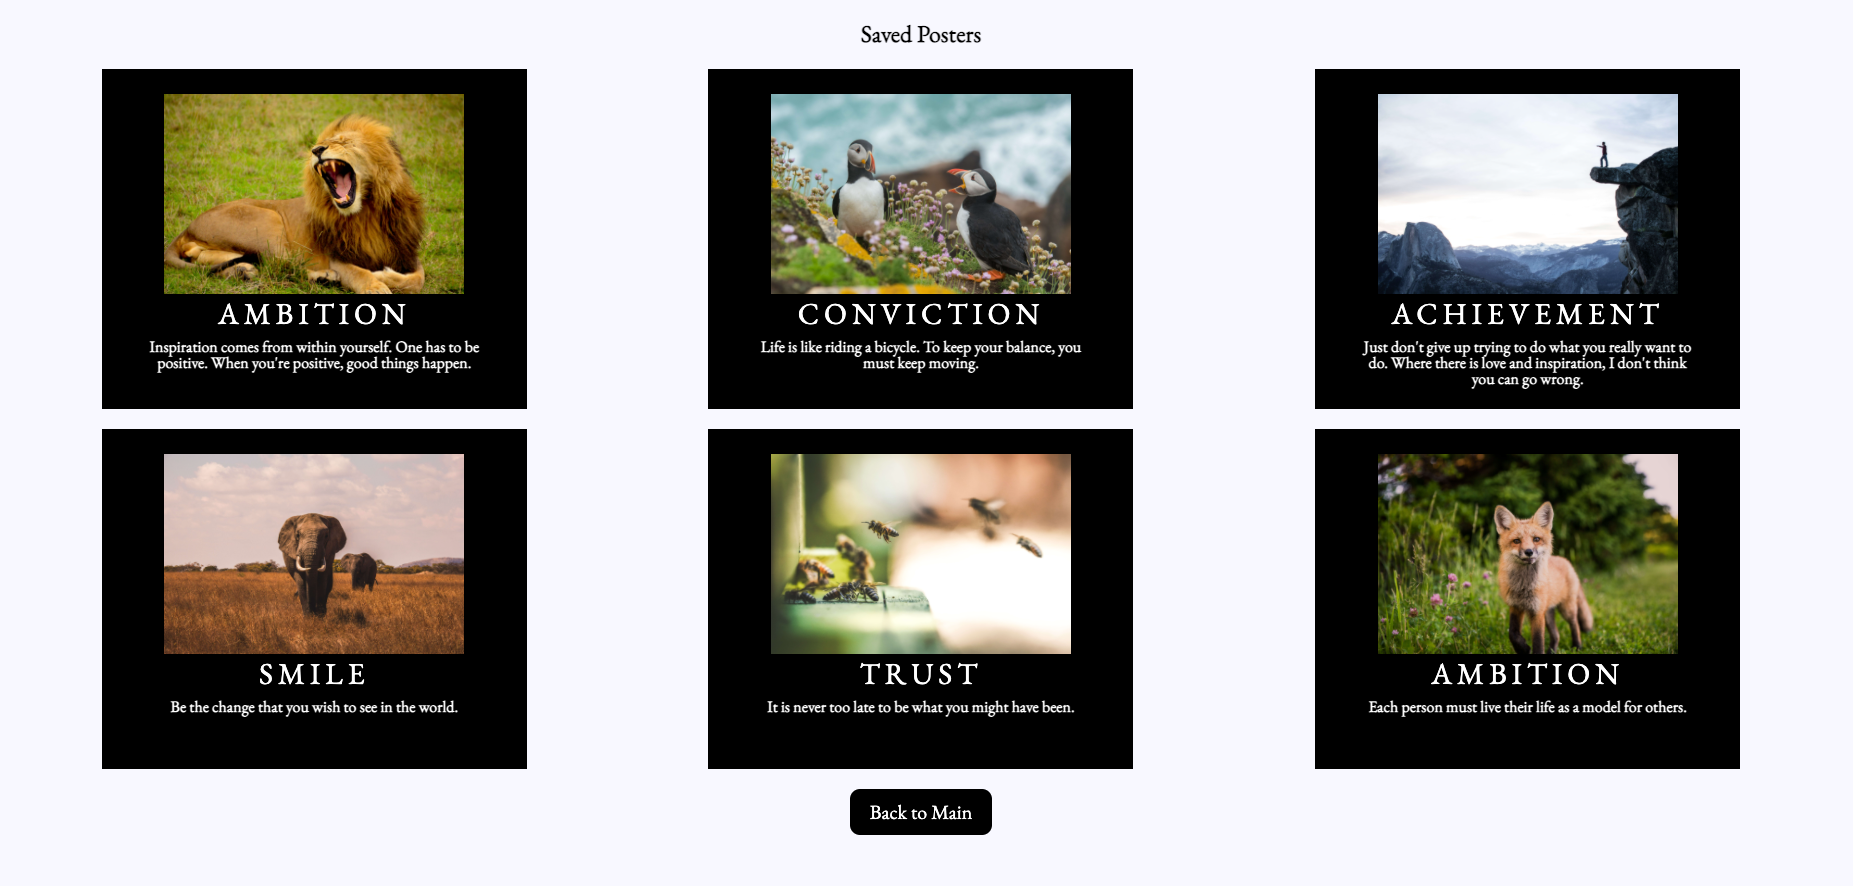 Saved Posters
AMBITION
Inspiration comes from within yourself. One has to be
positive. When you're positive, good things happen.
CONVICTION
Life is like riding a bicycle. To keep your balance, you
must keep moving.
ACHIEVEMENT
Just don't give up trying to do what you really want to
do. Where there is love and inspiration, I don't think
you can go wrong.
SMILE
Be the change that you wish to see in the world.
TRUST
It is never too late to be what you might have been.
AMBITION
Each person must live their life as a model for others.
Back to Main